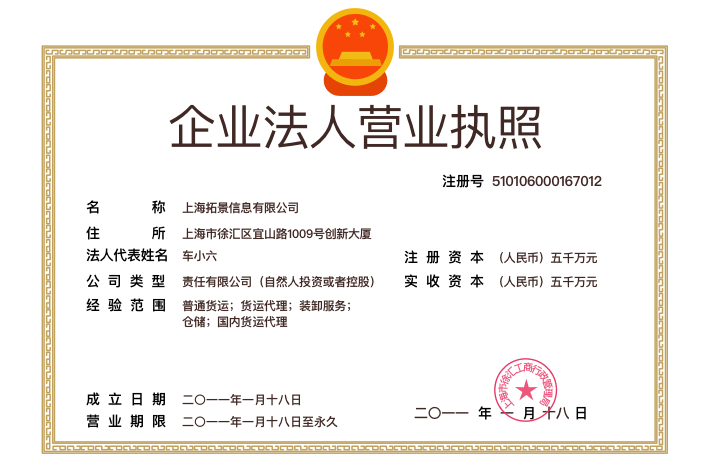 企业法人营业执照
注册号 510106000167012
名称 上海拓景信息有限公司
住所 上海市徐汇区宜山路1009号创新大厦
法人代表姓名 车小六
注册资本 （人民币）五千万元
公司类型 责任有限公司（自然人投资或者控股）
实收资本 （人民币）五千万元
经验范围 普通货运；货运代理；装卸服务；
仓储；国内货运代理
成立日期 二〇一一年一月十八日
营业期限 二〇一一年一月十八日至永久
上海市徐汇工商行政管理局
二〇一一 年 一 月 十八 日